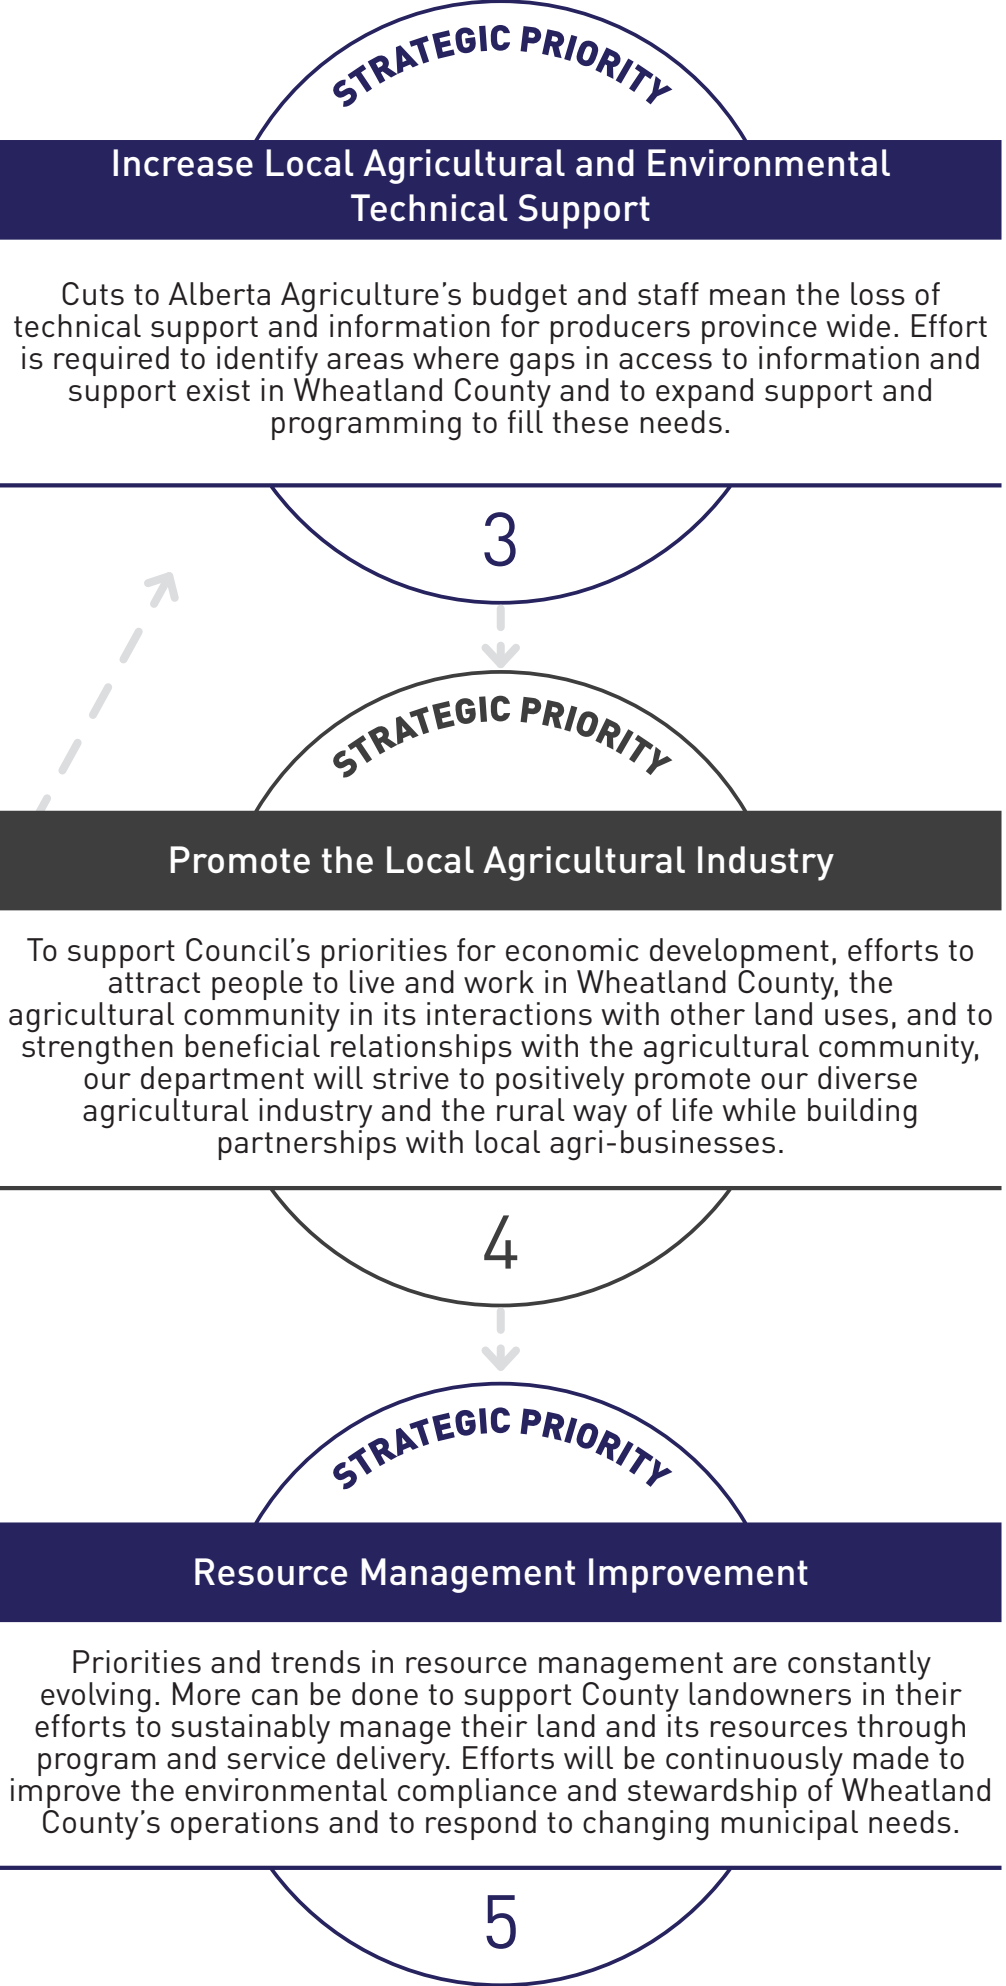 STRATEGIC PRIORITY
Increase Local Agricultural and Environmental
Technical Support
Cuts to Alberta Agriculture’s budget and staff mean the loss of
technical support and information for producers province wide. Effort
is required to identify areas where gaps in access to information and
support exist in Wheatland County and to expand support and
programming to fill these needs.
3
STRATEGIC PRIORITY
Promote the Local Agricultural Industry
To support Council’s priorities for economic development, efforts to
attract people to live and work in Wheatland County, the
agricultural community in its interactions with other land uses, and to
strengthen beneficial relationships with the agricultural community,
our department will strive to positively promote our diverse
agricultural industry and the rural way of life while building
partnerships with local agri-businesses.
4
STRATEGIC PRIORITY
Resource Management Improvement
Priorities and trends in resource management are constantly
evolving. More can be done to support County landowners in their
efforts to sustainably manage their land and its resources through
program and service delivery. Efforts will be continuously made to
improve the environmental compliance and stewardship of Wheatland
County’s operations and to respond to changing municipal needs.
5